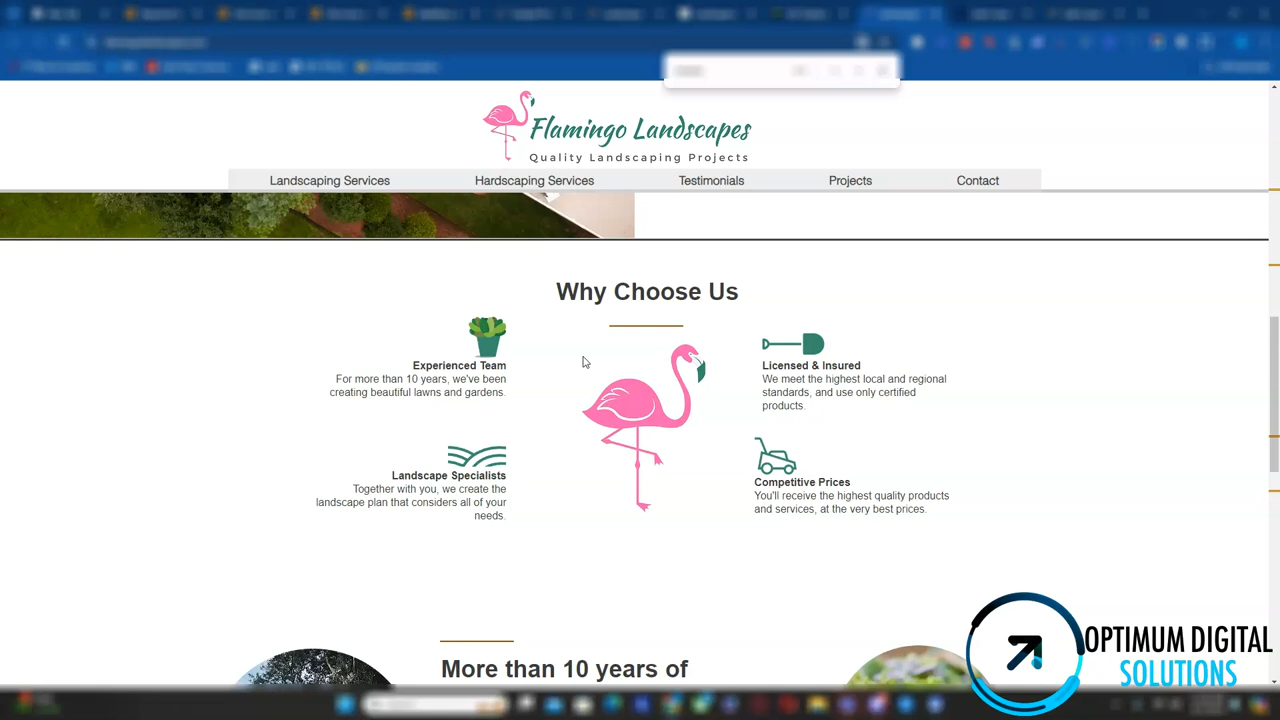 Flamingo Landscapes
Quality Landscaping Projects
Landscaping Services
Hardscaping Services
Testimonials
Projects
Contact
Why Choose Us
Experienced Team
For more than 10 years, we've been
creating beautiful lawns and gardens.
Licensed & Insured
We meet the highest local and regional
standards, and use only certified
products.
Landscape Specialists
Together with you, we create the
landscape plan that considers all of your
needs.
Competitive Prices
You'll receive the highest quality products
and services, at the very best prices.
More than 10 years of
OPTIMUM DIGITAL
SOLUTIONS